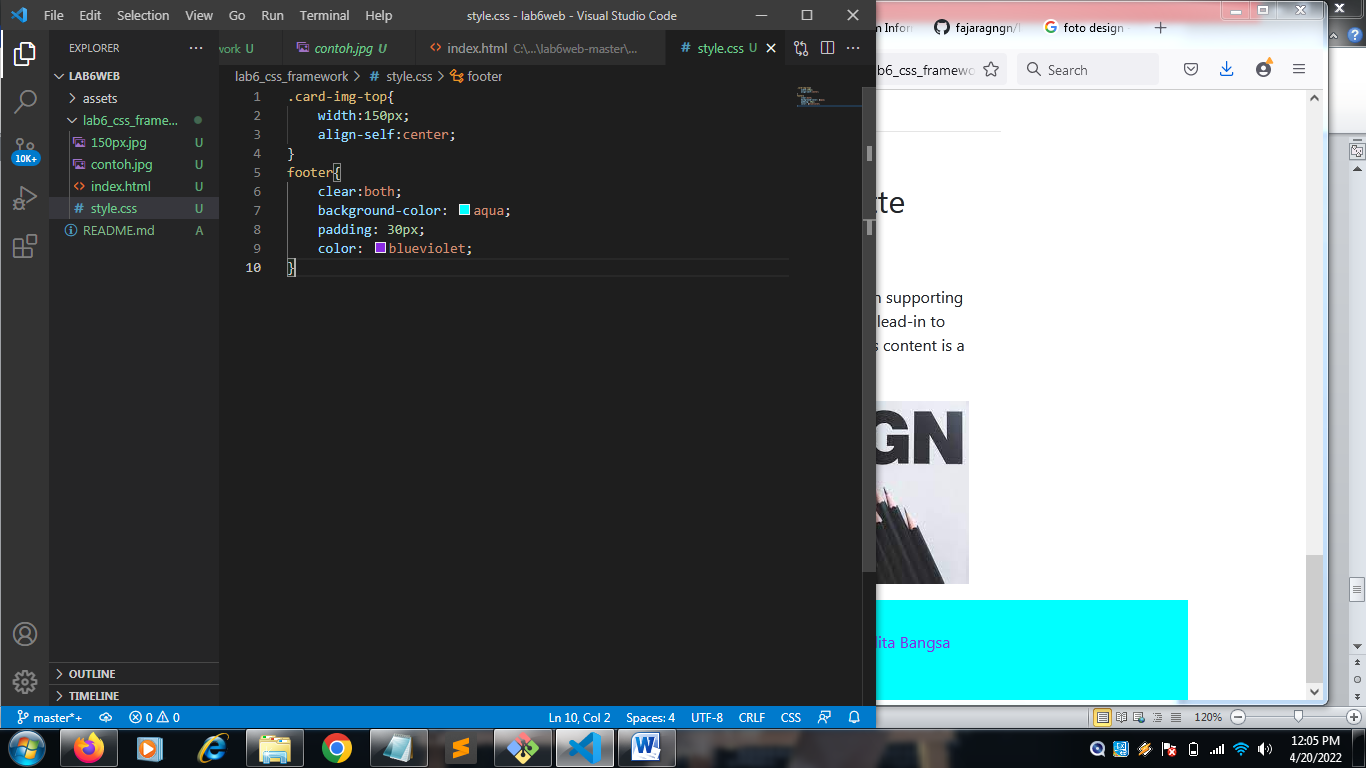 File Edit Selection View Go Run Terminal Help
style.css - lab6web - Visual Studio Code
EXPLORER
work U
contoh.jpg U
index.html C:\...\lab6web-master\...
style.css U
LAB6WEB
assets
lab6_css_frame...
150px.jpg U
contoh.jpg U
index.html U
style.css U
README.md A
10K+
lab6_css_framework > style.css > footer
1 .card-img-top{
2 width:150px;
3 align-self:center;
4 }
5 footer{
6 clear:both;
7 background-color: aqua;
8 padding: 30px;
9 color: blueviolet;
10 }
OUTLINE
TIMELINE
master*+ 0 0
Ln 10, Col 2 Spaces: 4 UTF-8 CRLF CSS
m Infor
fajaragngn/l
foto design
b6_css_framewo
Search
tte
n supporting
lead-in to
s content is a
GN
lita Bangsa
120%
12:05 PM
4/20/2022